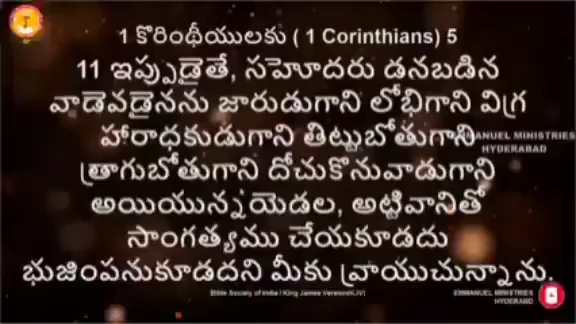 1 కొరింథీయులకు ( 1 Corinthians) 5
11 ఇప్పుడైతే, సహెూదరు డనబడిన
వాడెవడైనను జారుడుగాని లోభిగాని విగ్ర
హారాధకుడుగాని తిట్టుబోతుగాని
EMMANUEL MINISTRIES
HYDERABAD
త్రాగుబోతుగాని దోచుకొనువాడుగాని
అయియున్నయెడల, అట్టివానితో
సాంగత్యము చేయకూడదు
భుజింపనుకూడదని మీకు వ్రాయుచున్నాను.
Bible Society of India / King James Version(KJV)
EMMANUEL MINISTRIES
HYDERABAD